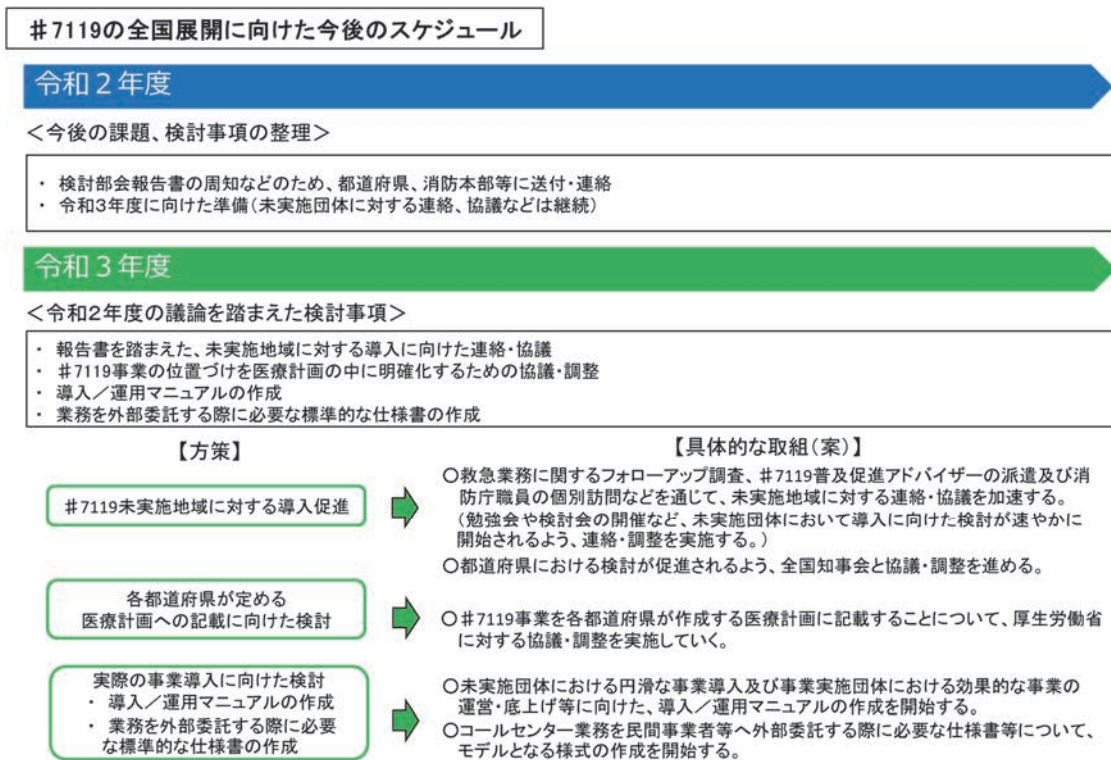 ＃7119の全国展開に向けた今後のスケジュール
令和２年度
＜今後の課題、検討事項の整理＞
・ 検討部会報告書の周知などのため、都道府県、消防本部等に送付・連絡
・ 令和３年度に向けた準備（未実施団体に対する連絡、協議などは継続）
令和３年度
＜令和２年度の議論を踏まえた検討事項＞
・ 報告書を踏まえた、未実施地域に対する導入に向けた連絡・協議
・ ＃7119事業の位置づけを医療計画の中に明確化するための協議・調整
・ 導入／運用マニュアルの作成
・ 業務を外部委託する際に必要な標準的な仕様書の作成
【方策】
【具体的な取組（案）】
＃7119未実施地域に対する導入促進
○救急業務に関するフォローアップ調査、＃7119普及促進アドバイザーの派遣及び消
防庁職員の個別訪問などを通じて、未実施地域に対する連絡・協議を加速する。
（勉強会や検討会の開催など、未実施団体において導入に向けた検討が速やかに
開始されるよう、連絡・調整を実施する。）
○都道府県における検討が促進されるよう、全国知事会と協議・調整を進める。
各都道府県が定める
医療計画への記載に向けた検討
○＃7119事業を各都道府県が作成する医療計画に記載することについて、厚生労働省
に対する協議・調整を実施していく。
実際の事業導入に向けた検討
・ 導入／運用マニュアルの作成
・ 業務を外部委託する際に必要
な標準的な仕様書の作成
○未実施団体における円滑な事業導入及び事業実施団体における効果的な事業の
運営・底上げ等に向けた、導入／運用マニュアルの作成を開始する。
○コールセンター業務を民間事業者等へ外部委託する際に必要な仕様書等について、
モデルとなる様式の作成を開始する。